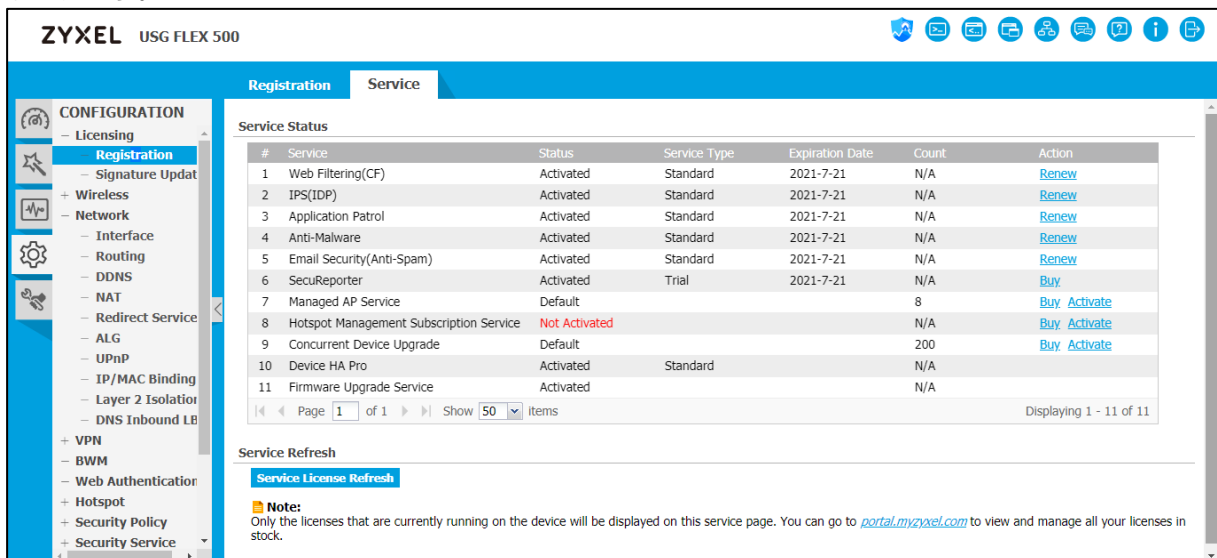 ZYXEL USG FLEX 500
Registration Service
CONFIGURATION
Licensing
Registration
Signature Updat
Wireless
Network
Interface
Routing
DDNS
NAT
Redirect Service
ALG
UPnP
IP/MAC Binding
Layer 2 Isolation
DNS Inbound LB
VPN
BWM
Web Authentication
Hotspot
Security Policy
Security Service
Service Status
# Service Status Service Type Expiration Date Count Action
1 Web Filtering(CF) Activated Standard 2021-7-21 N/A Renew
2 IPS(IDP) Activated Standard 2021-7-21 N/A Renew
3 Application Patrol Activated Standard 2021-7-21 N/A Renew
4 Anti-Malware Activated Standard 2021-7-21 N/A Renew
5 Email Security(Anti-Spam) Activated Standard 2021-7-21 N/A Renew
6 SecuReporter Activated Trial 2021-7-21 N/A Buy
7 Managed AP Service Default 8 Buy Activate
8 Hotspot Management Subscription Service Not Activated N/A Buy Activate
9 Concurrent Device Upgrade Default 200 Buy Activate
10 Device HA Pro Activated Standard N/A
11 Firmware Upgrade Service Activated N/A
Page 1 of 1 Show 50 items Displaying 1 - 11 of 11
Service Refresh
Service License Refresh
Note:
Only the licenses that are currently running on the device will be displayed on this service page. You can go to portal.myzyxel.com to view and manage all your licenses in
stock.